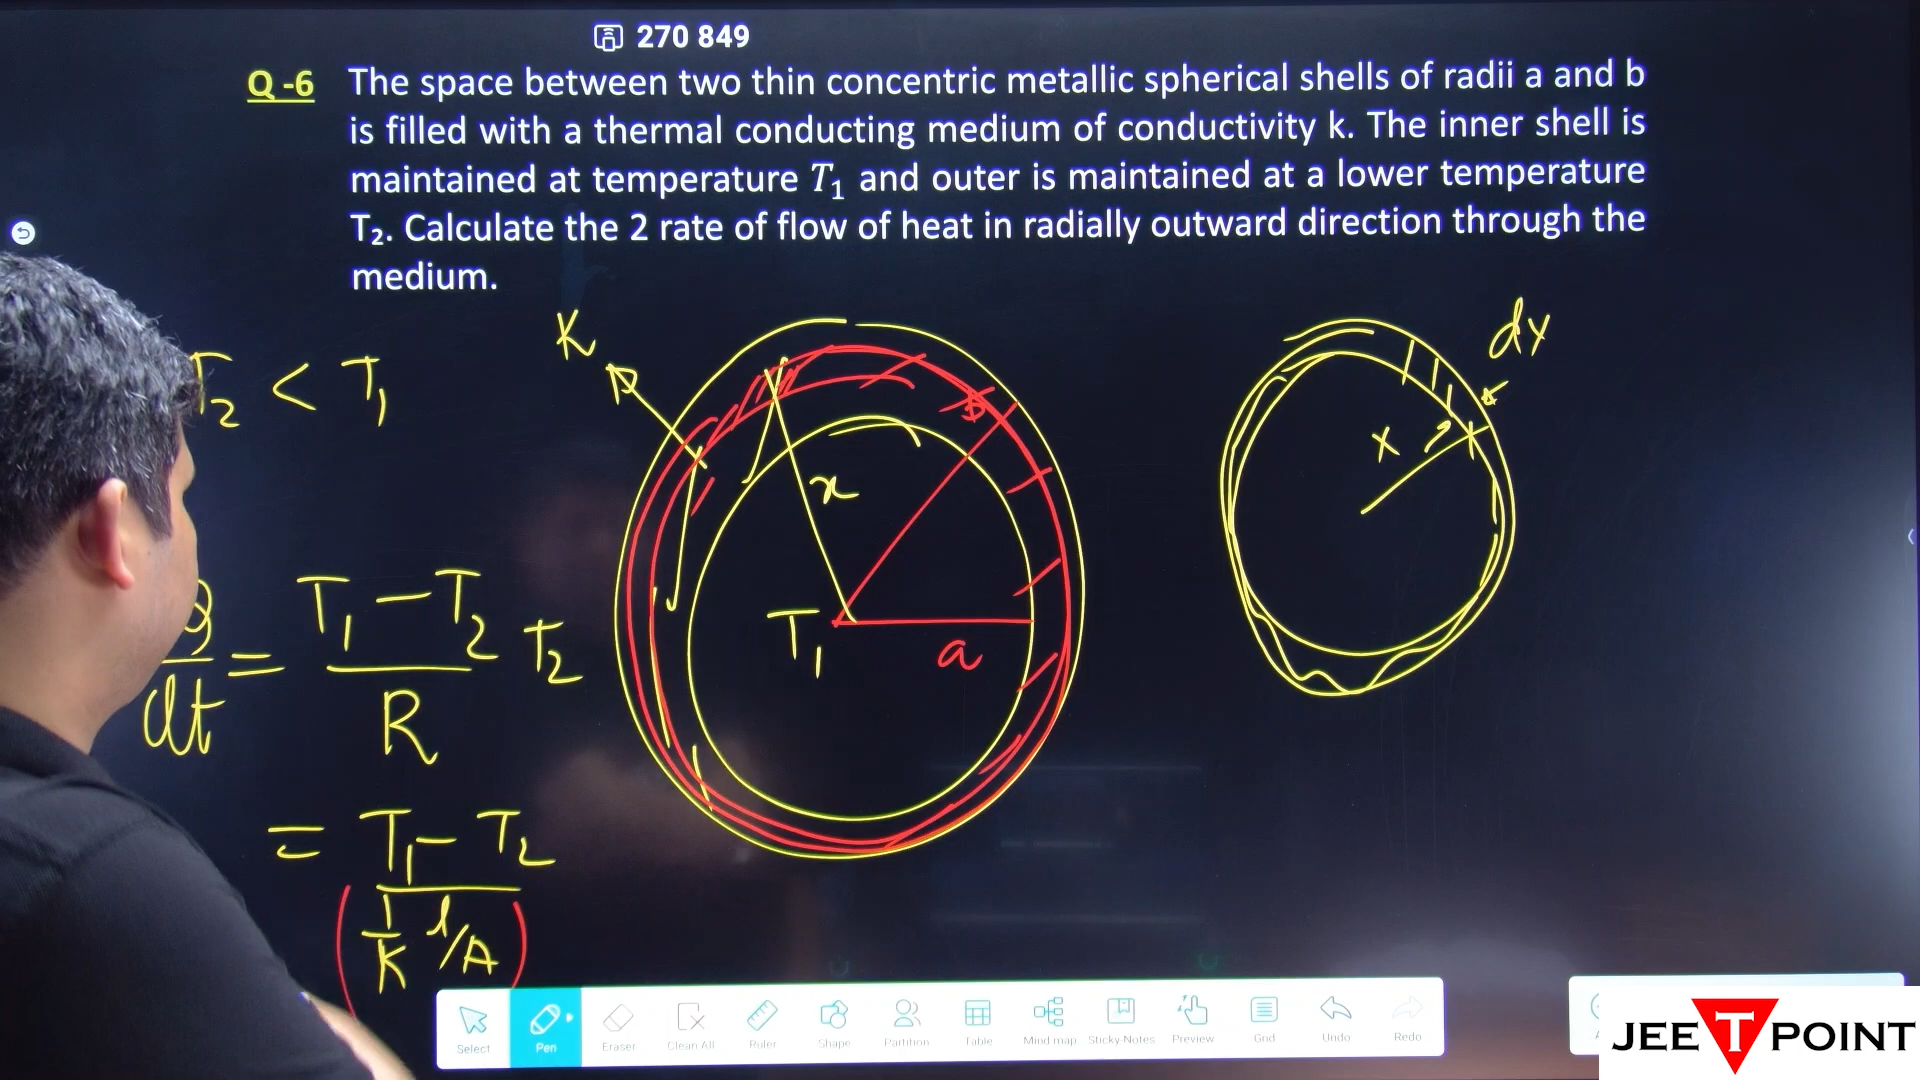 270 849
Q -6 The space between two thin concentric metallic spherical shells of radii a and b
is filled with a thermal conducting medium of conductivity k. The inner shell is
maintained at temperature T₁ and outer is maintained at a lower temperature
T₂. Calculate the 2 rate of flow of heat in radially outward direction through the
medium.
K
dx
T₂ < T₁
x
x
T₁ - T₂
dt = R
T₂
T₁
a
= T₁ - T₂
1/K l/A
Select Pen Eraser Clean All Ruler Shape Partition Table Mind map Sticky Notes Preview Grid Undo Redo
JEE T POINT